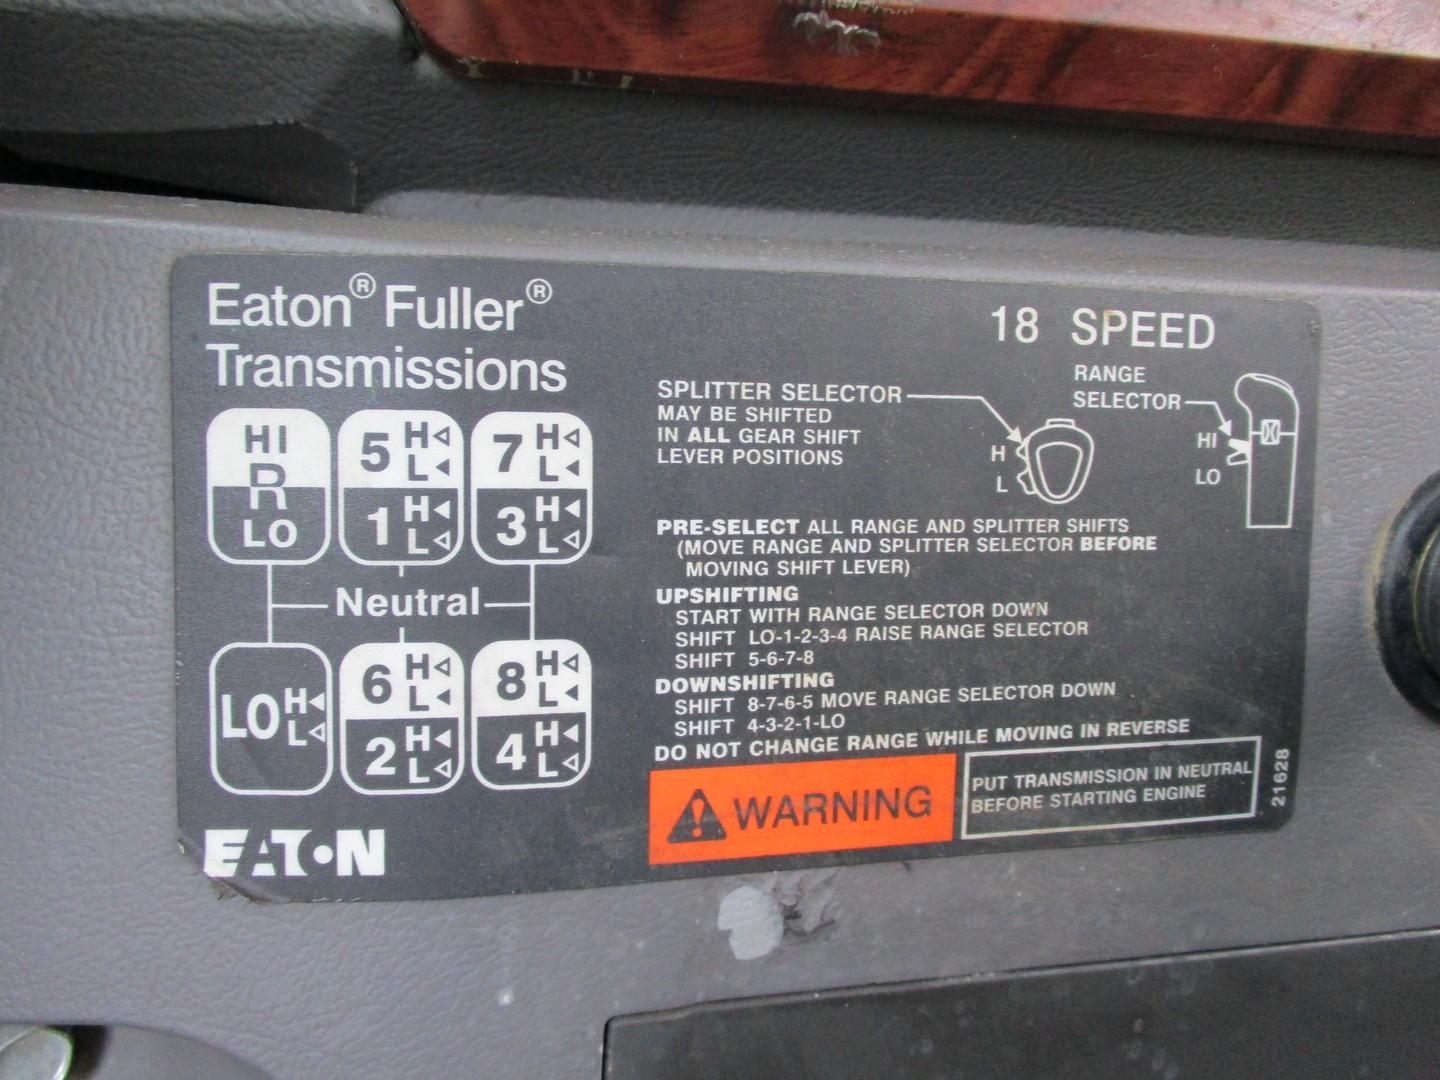 Eaton® Fuller®
Transmissions
18 SPEED
HI
R
LO
5 H
L
1 H
L
7 H
L
3 H
L
Neutral
LO H
L
6 H
L
2 H
L
8 H
L
4 H
L
EATON
SPLITTER SELECTOR
MAY BE SHIFTED
IN ALL GEAR SHIFT
LEVER POSITIONS
H
L
RANGE
SELECTOR
HI
LO
PRE-SELECT ALL RANGE AND SPLITTER SHIFTS
(MOVE RANGE AND SPLITTER SELECTOR BEFORE
MOVING SHIFT LEVER)
UPSHIFTING
START WITH RANGE SELECTOR DOWN
SHIFT LO-1-2-3-4 RAISE RANGE SELECTOR
SHIFT 5-6-7-8
DOWNSHIFTING
SHIFT 8-7-6-5 MOVE RANGE SELECTOR DOWN
SHIFT 4-3-2-1-LO
DO NOT CHANGE RANGE WHILE MOVING IN REVERSE
WARNING
PUT TRANSMISSION IN NEUTRAL
BEFORE STARTING ENGINE
21628